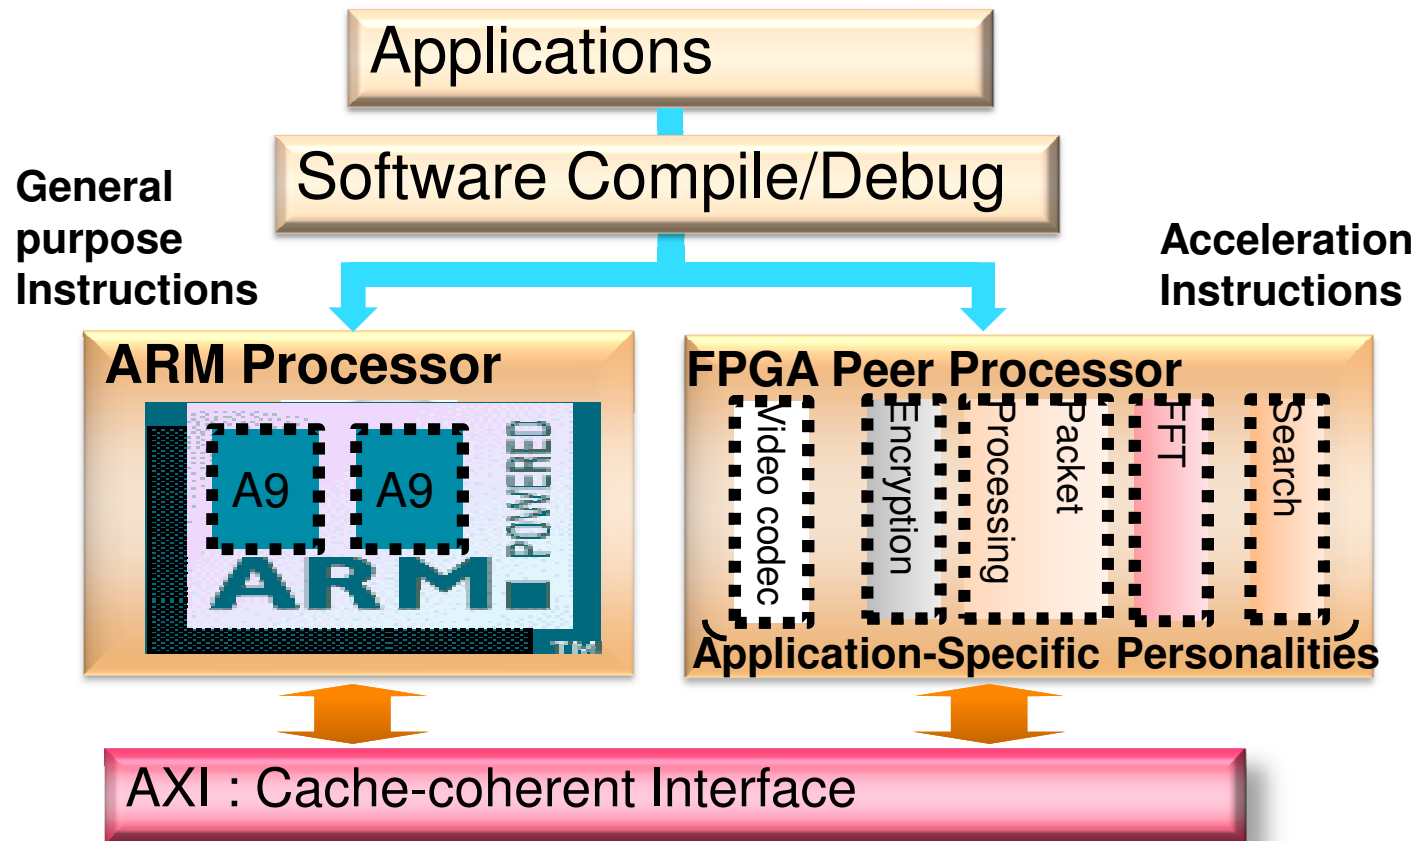 Applications
Software Compile/Debug
General
purpose
Instructions
Acceleration
Instructions
ARM Processor
A9
A9
POWERED
ARM
TM
FPGA Peer Processor
Video codec
Encryption
Packet
Processing
FFT
Search
Application-Specific Personalities
AXI : Cache-coherent Interface